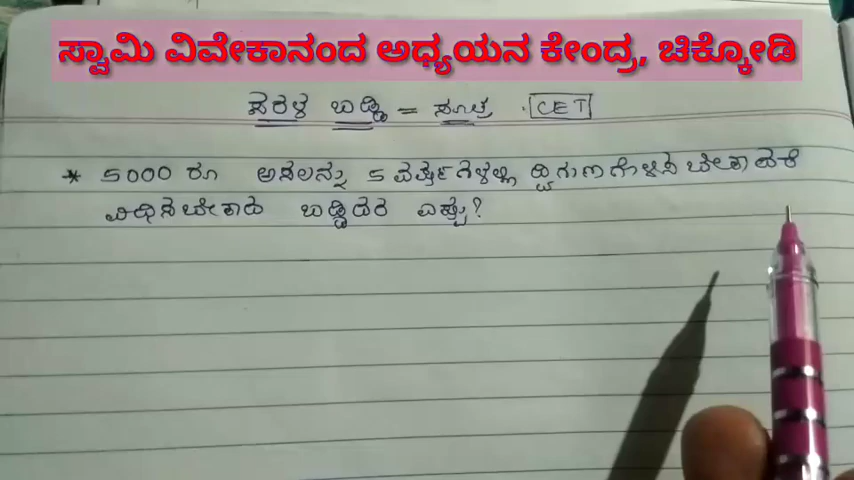 ಸ್ವಾಮಿ ವಿವೇಕಾನಂದ ಅಧ್ಯಯನ ಕೇಂದ್ರ, ಚಿಕ್ಕೋಡಿ
ಸರಳ ಬಡ್ಡಿ = ಸೂತ್ರ . CET
* 5000 ರೂ ಅಸಲನ್ನು 5 ವರ್ಷಗಳಲ್ಲಿ ದ್ವಿಗುಣಗೊಳಿಸಬೇಕಾದರೆ
ವಿಧಿಸಬೇಕಾದ ಬಡ್ಡಿದರ ಎಷ್ಟು?